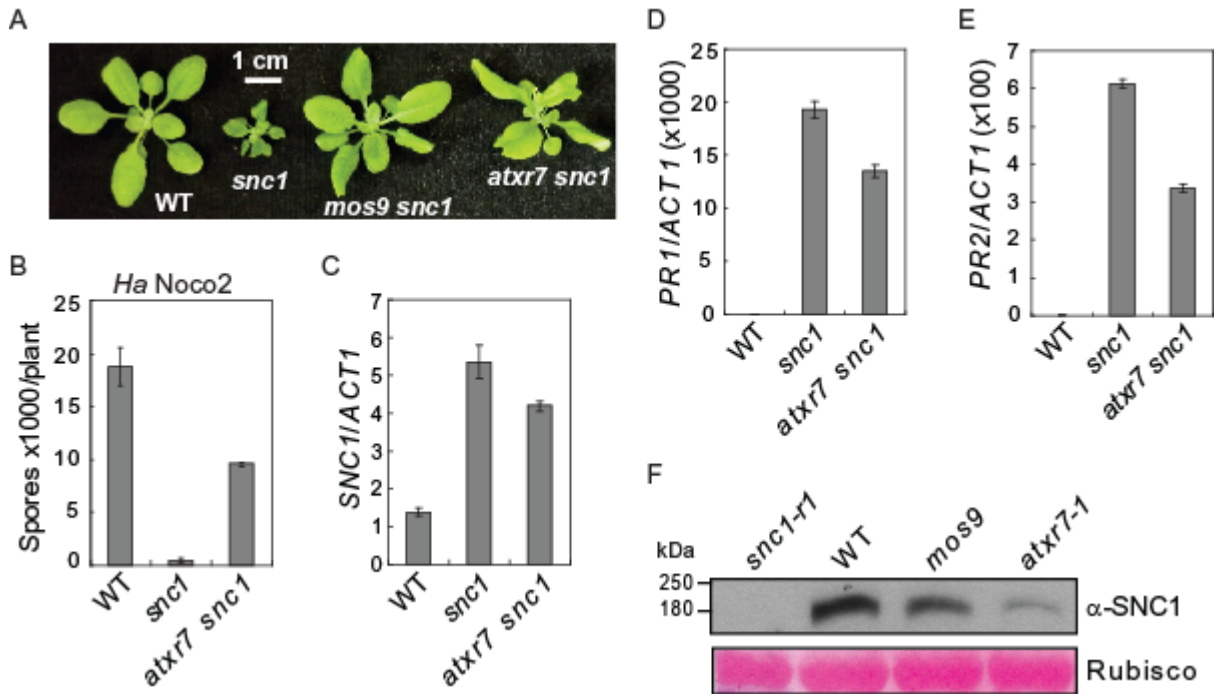 A
1 cm
WT
snc1
mos9 snc1
atxr7 snc1
B
Ha Noco2
Spores x1000/plant
25
20
15
10
5
0
WT
snc1
atxr7 snc1
C
SNC1/ACT1
7
6
5
4
3
2
1
0
WT
snc1
atxr7 snc1
D
PR1/ACT1 (x1000)
25
20
15
10
5
0
WT
snc1
atxr7 snc1
E
PR2/ACT1 (x100)
7
6
5
4
3
2
1
0
WT
snc1
atxr7 snc1
F
snc1-r1
WT
mos9
atxr7-1
kDa
250
180
α-SNC1
Rubisco